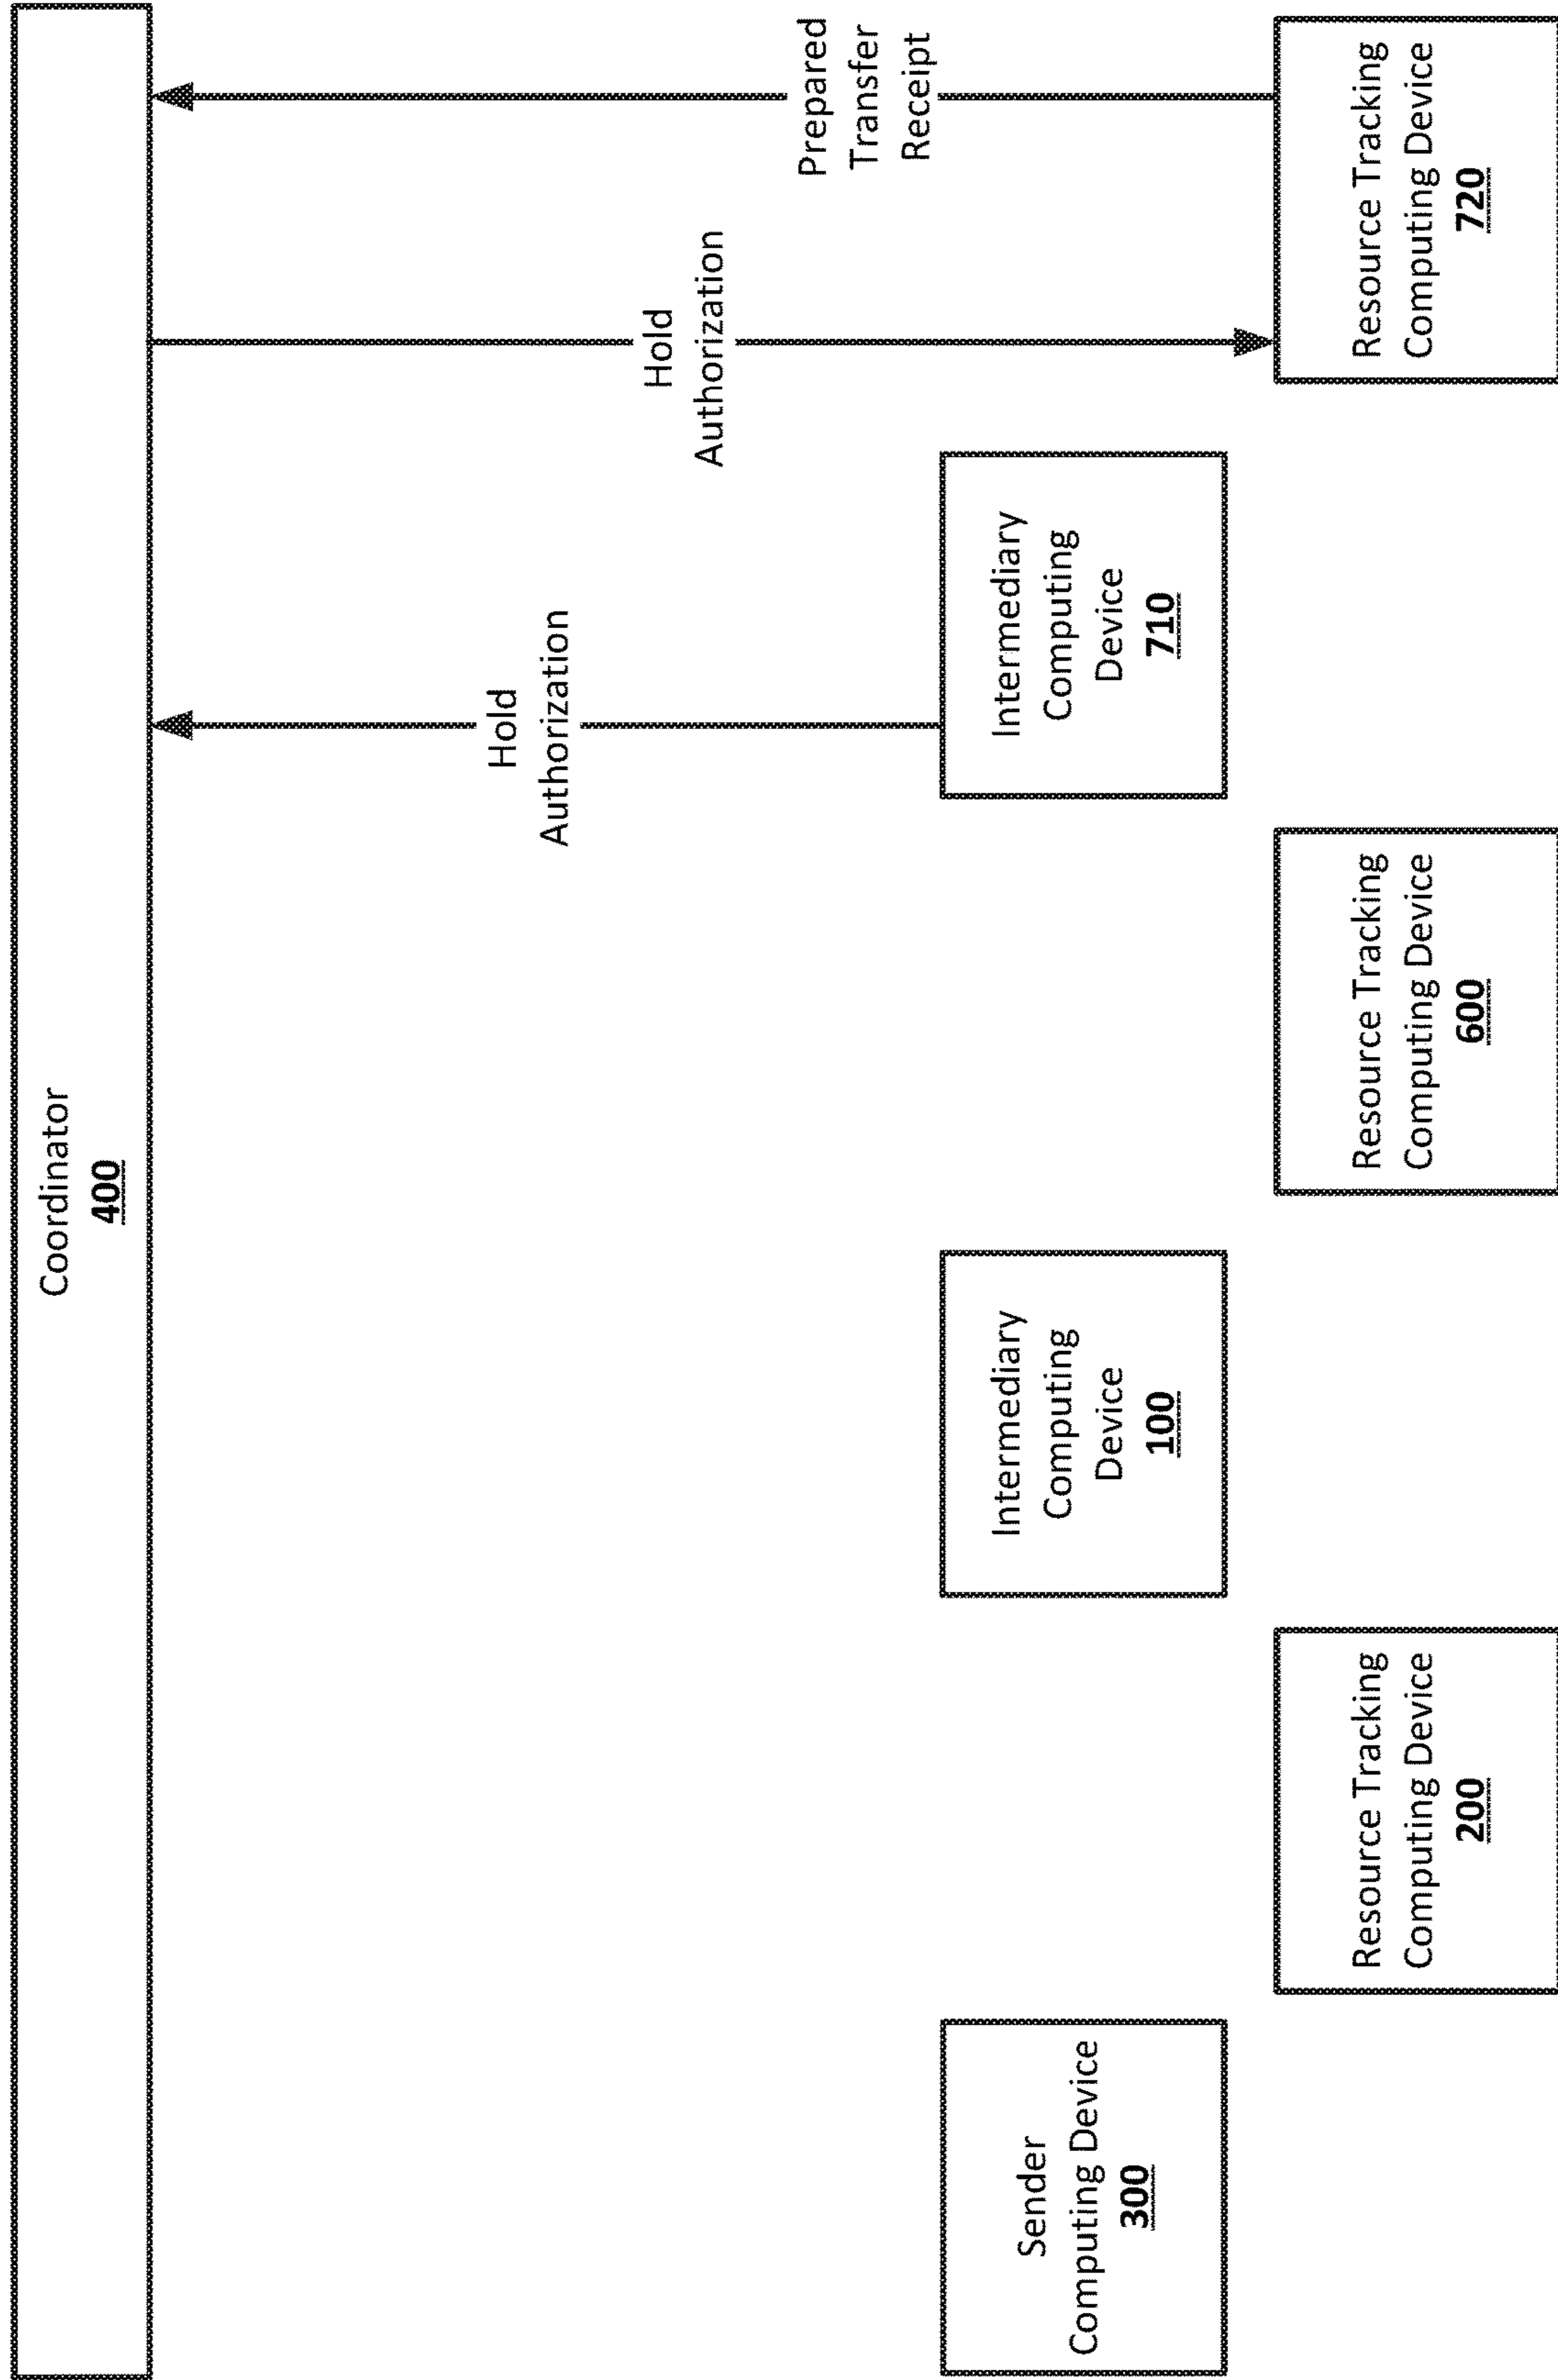 Coordinator
400
Hold
Authorization
Hold
Authorization
Prepared
Transfer
Receipt
Sender
Computing Device
300
Intermediary
Computing
Device
100
Intermediary
Computing
Device
710
Resource Tracking
Computing Device
200
Resource Tracking
Computing Device
600
Resource Tracking
Computing Device
720